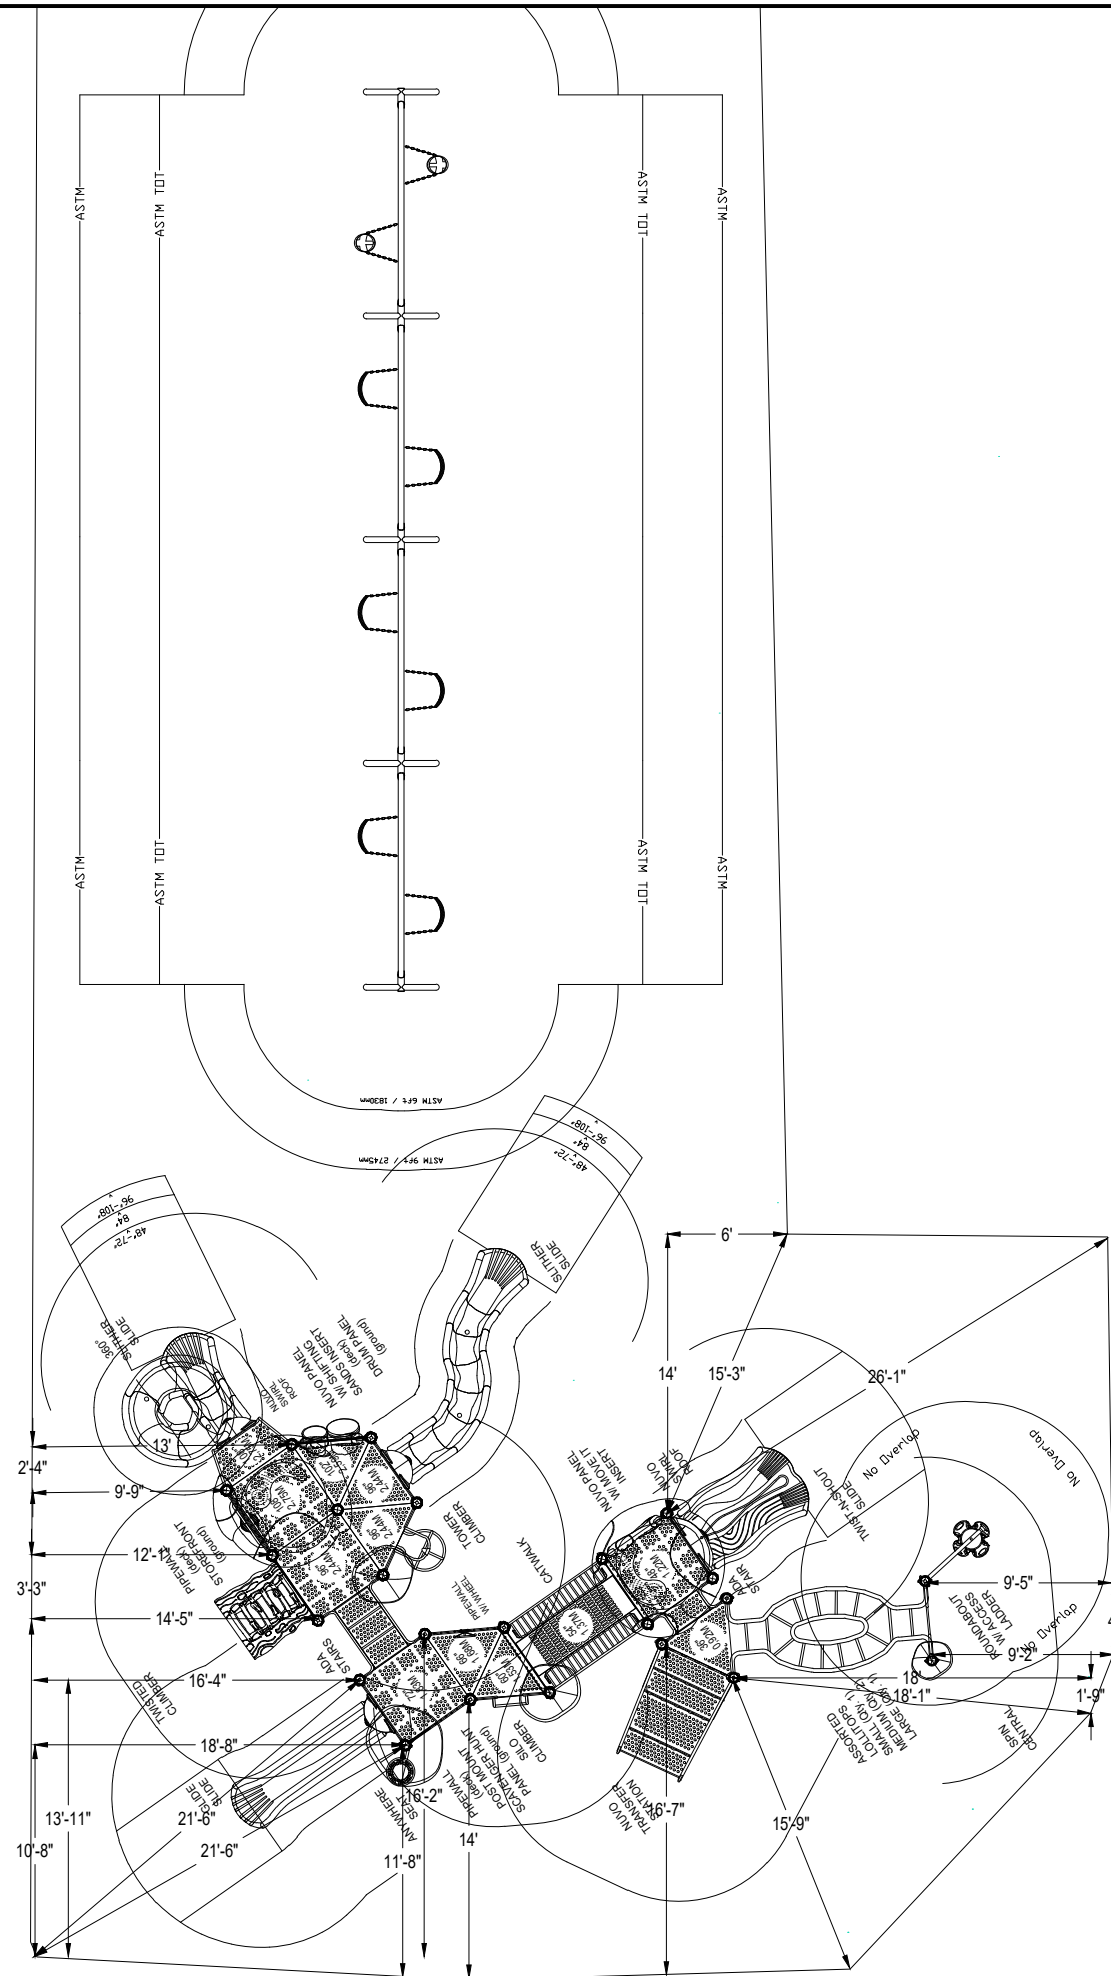 ASTM
ASTM TOT
ASTM TOT
ASTM
ASTM
ASTM TOT
ASTM TOT
ASTM
ASTM 6ft / 1830mm
ASTM 9ft / 2745mm
96"-108"
84"
48"-72"
96"-108"
84"
48"-72"
SLITHER
SLIDE
360°
SLITHER
SLIDE
NUVO
SWIRL
ROOF
NUVO PANEL
W/ SHIFTING
SANDS INSERT
(deck)
DRUM PANEL
(ground)
6'
14'
15'-3"
26'-1"
13'
2'-4"
9'-9"
3'-3"
14'-5"
16'-4"
18'-8"
13'-11"
10'-8"
21'-6"
21'-6"
16'-2"
11'-8"
14'
16'-7"
15'-9"
18'
18'-1"
1'-9"
9'-5"
9'-2"
PIPEWALL
(deck)
STOREFRONT
(ground)
TOWER
CLIMBER
PIPEWALL
W/ WHEEL
CATWALK
NUVO PANEL
W/ MOVE IT
INSERT
NUVO
SWIRL
ROOF
TWIST-N-SHOUT
SLIDE
No Overlap
No Overlap
No Overlap
ADA
STAIR
ADA
STAIRS
TWISTED
CLIMBER
GLIDE
SLIDE
ANYWHERE
SEAT
PIPEWALL
(deck)
POST MOUNT
SCAVENGER HUNT
PANEL (ground)
SILO
CLIMBER
NUVO
TRANSFER
STATION
ROUNDABOUT
W/ACCESS
LADDER
ASSORTED
LOLLITOPS
SMALL (Qty. 1)
MEDIUM (Qty. 2)
LARGE (Qty. 1)
CENTRAL
SPIN
96"
2.44M
96"
2.44M
66"
1.68M
60"
1.53M
54"
1.37M
48"
1.22M
36"
0.92M